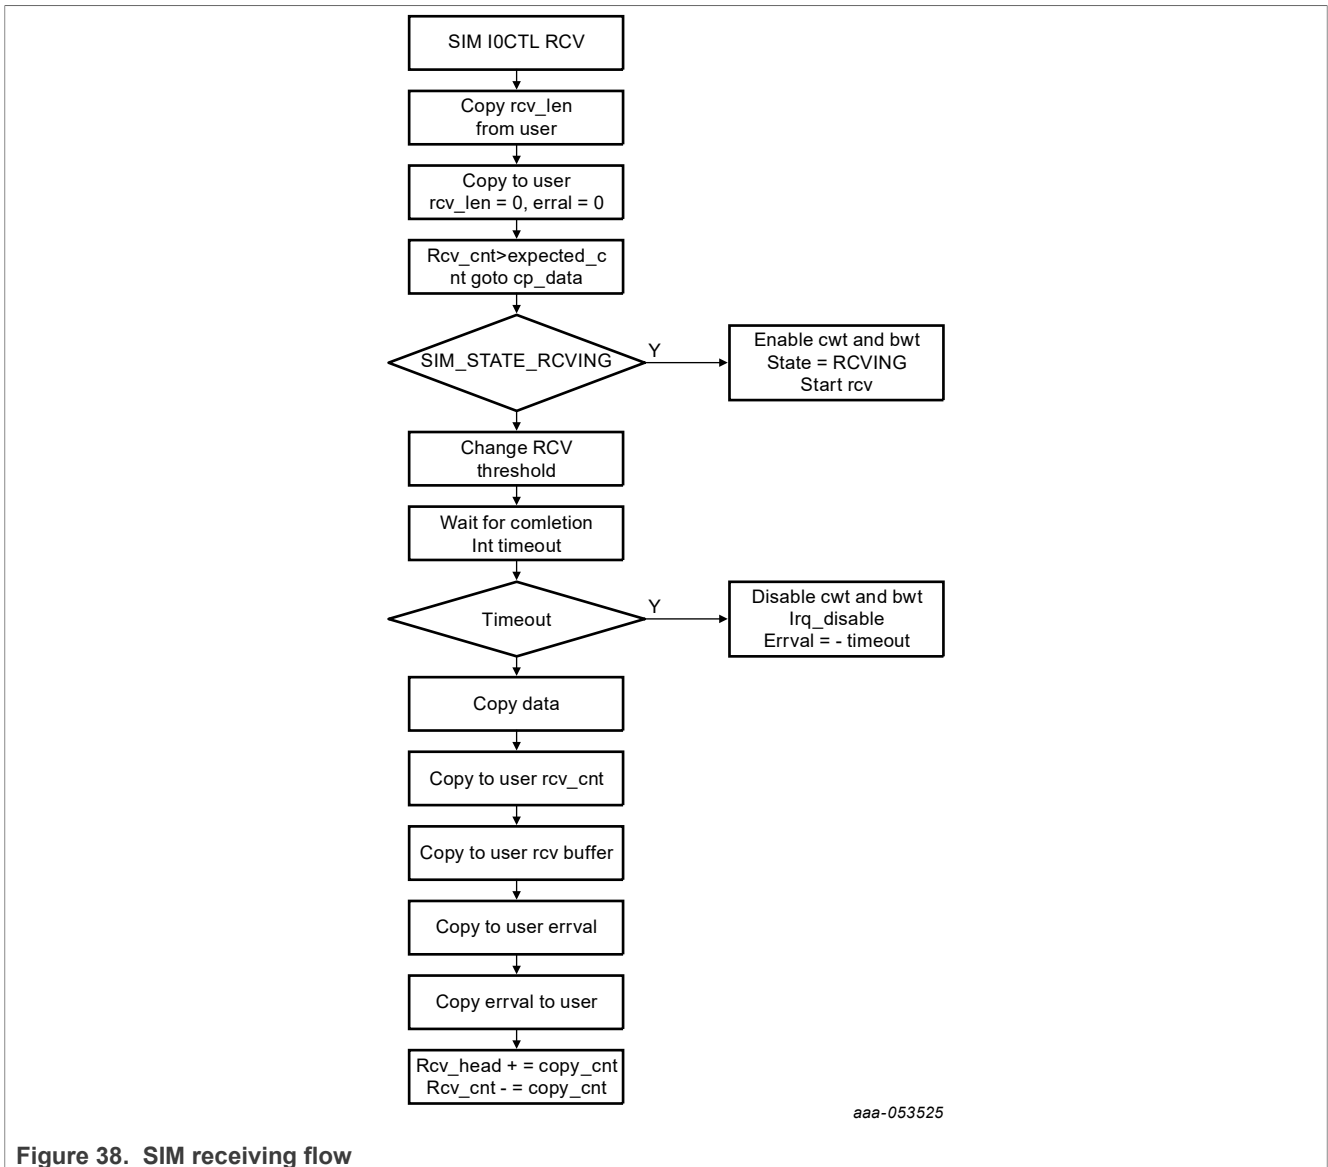 SIM I0CTL RCV
Copy rcv_len
from user
Copy to user
rcv_len = 0, erral = 0
Rcv_cnt>expected_c
nt goto cp_data
SIM_STATE_RCVING
Y
Enable cwt and bwt
State = RCVING
Start rcv
Change RCV
threshold
Wait for comletion
Int timeout
Timeout
Y
Disable cwt and bwt
Irq_disable
Errval = - timeout
Copy data
Copy to user rcv_cnt
Copy to user rcv buffer
Copy to user errval
Copy errval to user
Rcv_head + = copy_cnt
Rcv_cnt - = copy_cnt
aaa-053525
Figure 38. SIM receiving flow